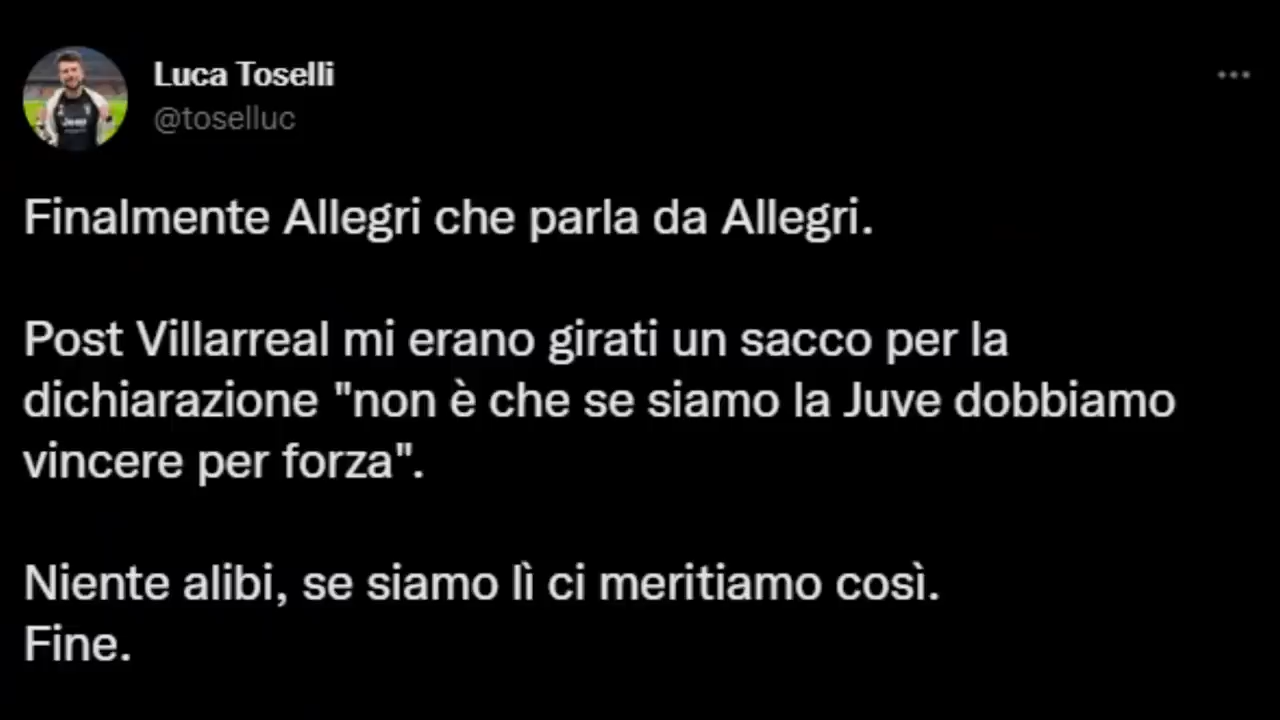 Luca Toselli
@toselluc
Finalmente Allegri che parla da Allegri.
Post Villarreal mi erano girati un sacco per la
dichiarazione "non è che se siamo la Juve dobbiamo
vincere per forza".
Niente alibi, se siamo lì ci meritiamo così.
Fine.